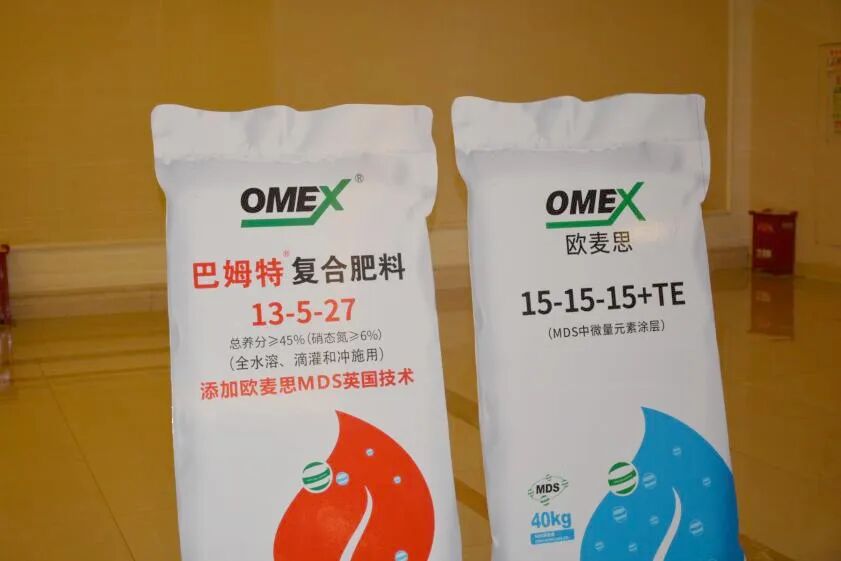 OMEX®
巴姆特®复合肥料
13-5-27
总养分≥45%(硝态氮≥6%)
(全水溶、滴灌和冲施用)
添加欧麦思MDS英国技术
OMEX
欧麦思
15-15-15+TE
(MDS中微量元素涂层)
MDS
40kg